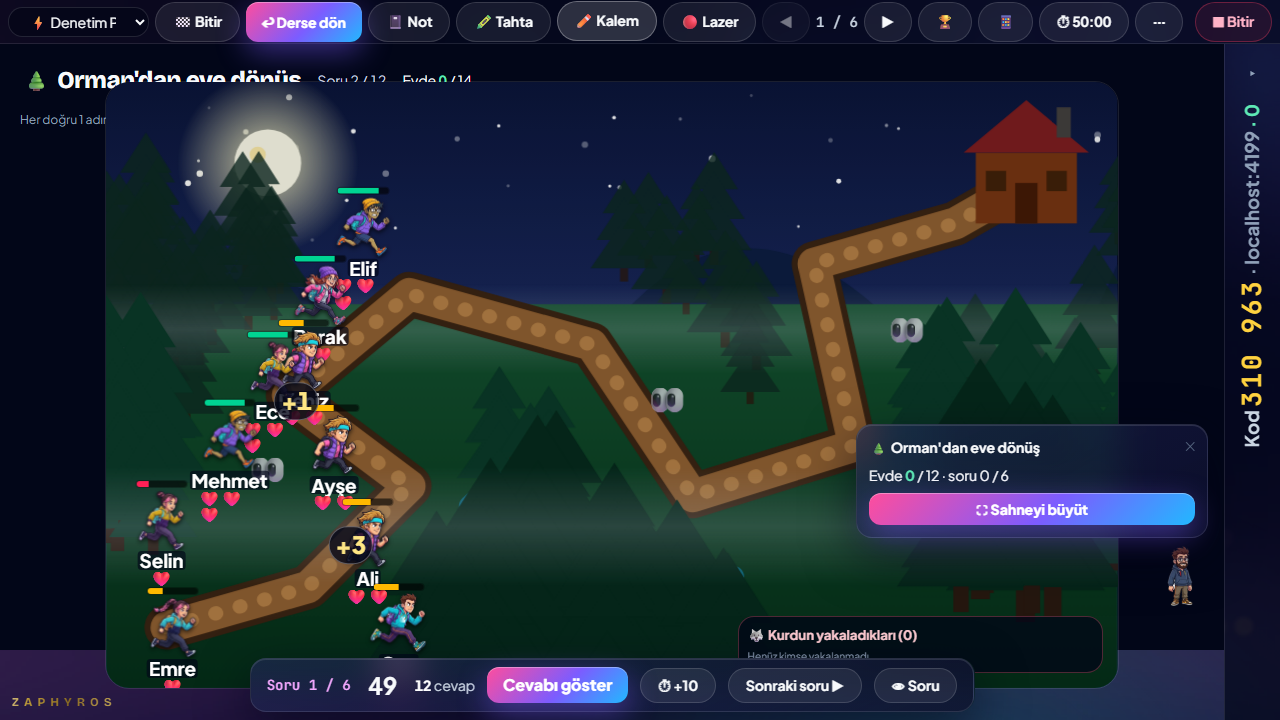 Denetim F
Bitir
Derse dön
Not
Tahta
Kalem
Lazer
1 / 6
50:00
Bitir
Orman'dan eve dönüş
Soru 2 / 12
Evde 0 / 14
Her doğru 1 adım
Elif
Ece
+1
Mehmet
Ayşe
Selin
+3
Ali
Emre
Orman'dan eve dönüş
Evde 0 / 12 · soru 0 / 6
Sahneyi büyüt
Kurdun yakaladıkları (0)
Henüz kimse yakalanmadı
Soru 1 / 6
49
12 cevap
Cevabı göster
+10
Sonraki soru
Soru
Kod 310 963 · localhost:4199 · 0
ZAPHYROS